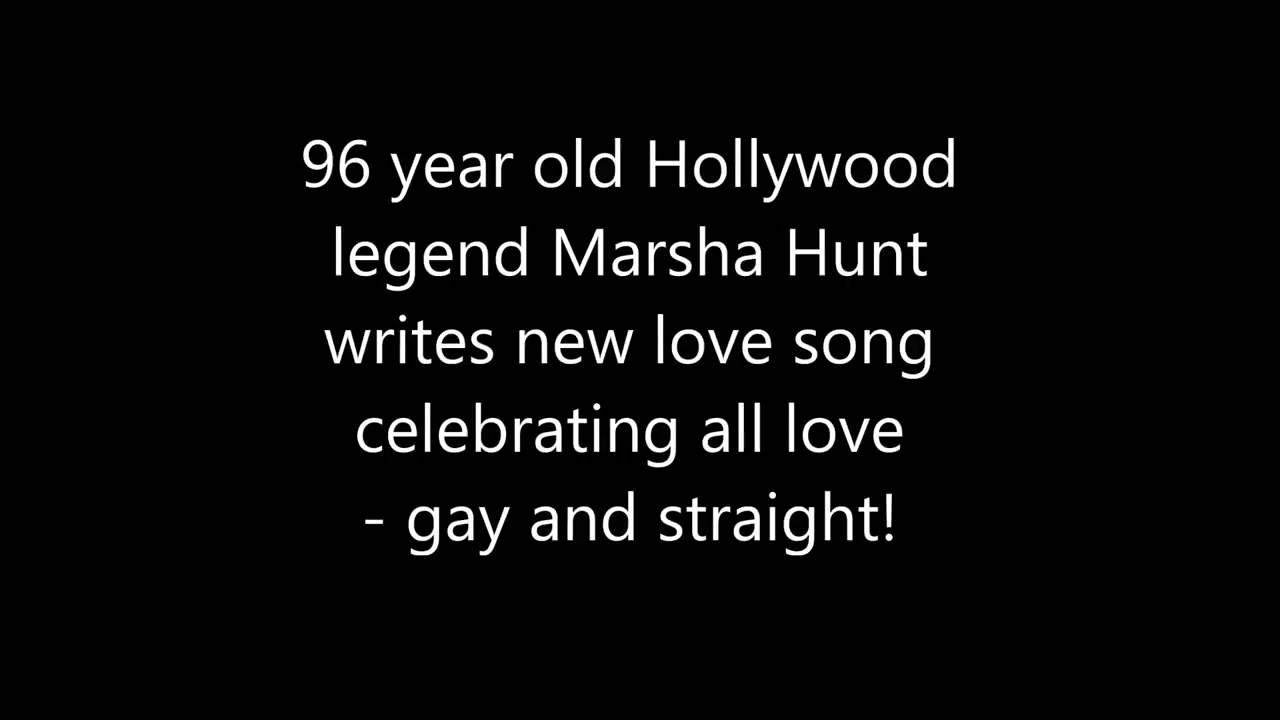 96 year old Hollywood
legend Marsha Hunt
writes new love song
celebrating all love
- gay and straight!